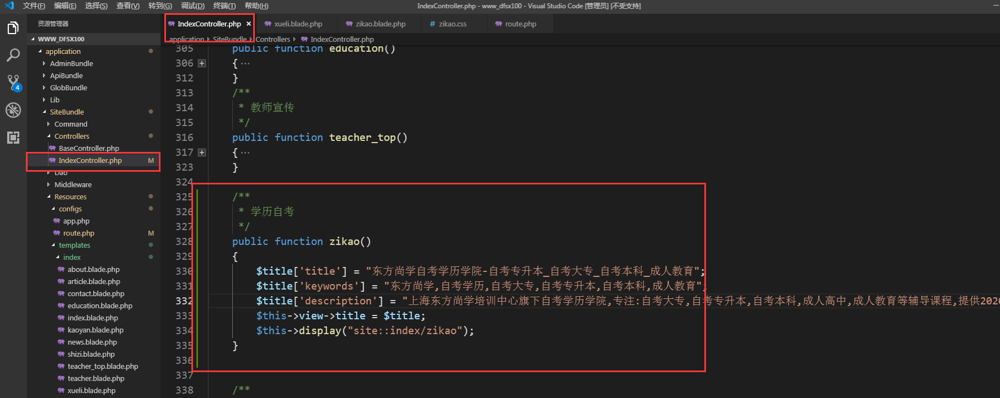 文件(F) 编辑(E) 选择(S) 查看(V) 转到(G) 调试(D) 终端(T) 帮助(H)
IndexController.php - www_dfsx100 - Visual Studio Code [管理员] [不受支持]
资源管理器
WWW_DFSX100
application
AdminBundle
ApiBundle
GlobBundle
Lib
SiteBundle
Command
Controllers
BaseController.php
IndexController.php M
Dao
Middleware
Resources
configs
app.php
route.php M
templates
index
about.blade.php
article.blade.php
contact.blade.php
education.blade.php
index.blade.php
kaoyan.blade.php
news.blade.php
shizi.blade.php
teacher_top.blade.php
teacher.blade.php
xueli.blade.php
4
IndexController.php × xueli.blade.php zikao.blade.php # zikao.css route.php
application SiteBundle Controllers IndexController.php
305 public function education()
306 { ···
312 }
313 /**
314 * 教师宣传
315 */
316 public function teacher_top()
317 { ···
323 }
324
325 /**
326 * 学历自考
327 */
328 public function zikao()
329 {
330 $title['title'] = "东方尚学自考学历学院-自考专升本_自考大专_自考本科_成人教育";
331 $title['keywords'] = "东方尚学,自考学历,自考大专,自考专升本,自考本科,成人教育";
332 $title['description'] = "上海东方尚学培训中心旗下自考学历学院,专注:自考大专,自考专升本,自考本科,成人高中,成人教育等辅导课程,提供2020
333 $this->view->title = $title;
334 $this->display("site::index/zikao");
335 }
336
337
338 /**